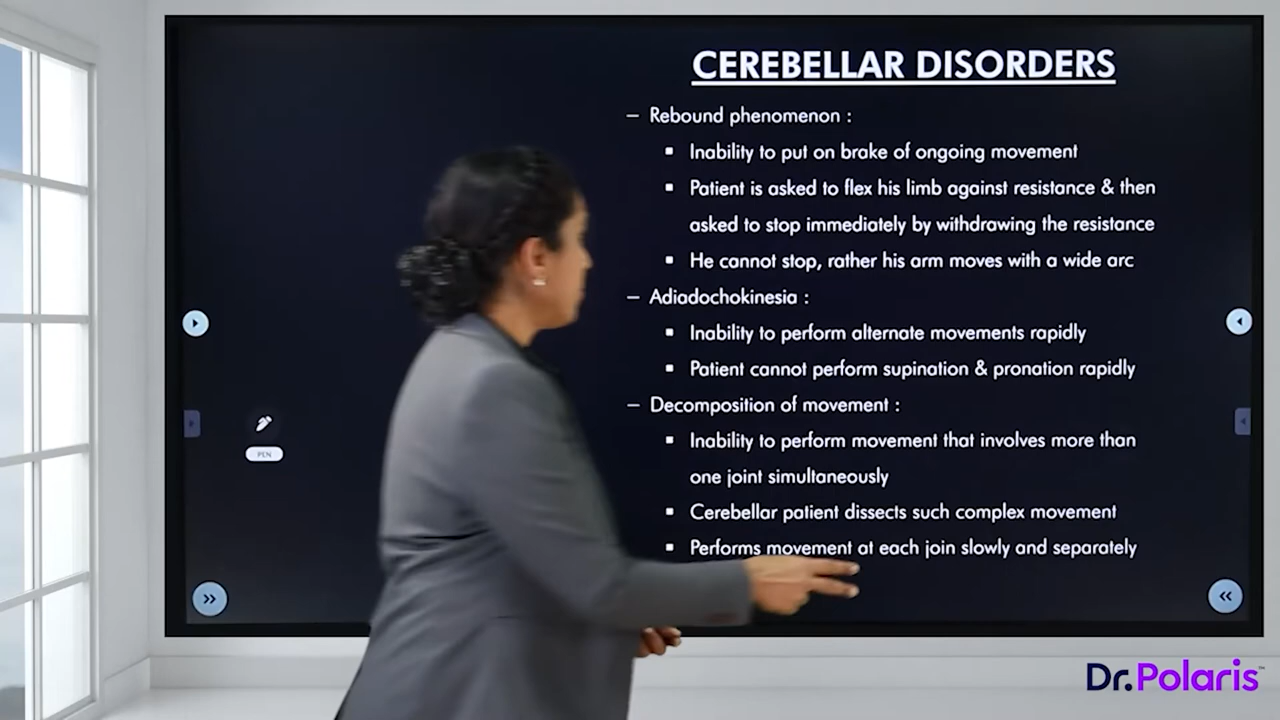 CEREBELLAR DISORDERS
– Rebound phenomenon :
▪ Inability to put on brake of ongoing movement
▪ Patient is asked to flex his limb against resistance & then
asked to stop immediately by withdrawing the resistance
▪ He cannot stop, rather his arm moves with a wide arc
– Adiadochokinesia :
▪ Inability to perform alternate movements rapidly
▪ Patient cannot perform supination & pronation rapidly
– Decomposition of movement :
▪ Inability to perform movement that involves more than
one joint simultaneously
▪ Cerebellar patient dissects such complex movement
▪ Performs movement at each join slowly and separately
PEN
Dr.Polaris™